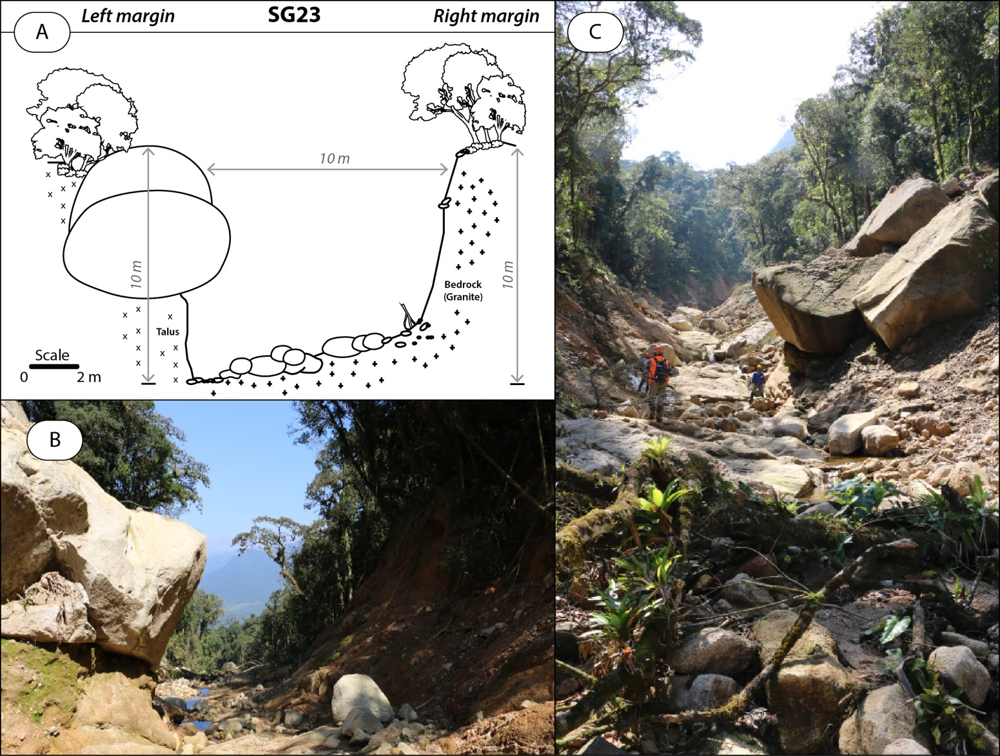 A
Left margin
SG23
Right margin
10 m
10 m
10 m
Bedrock
(Granite)
Talus
Scale
0 2 m
B
C